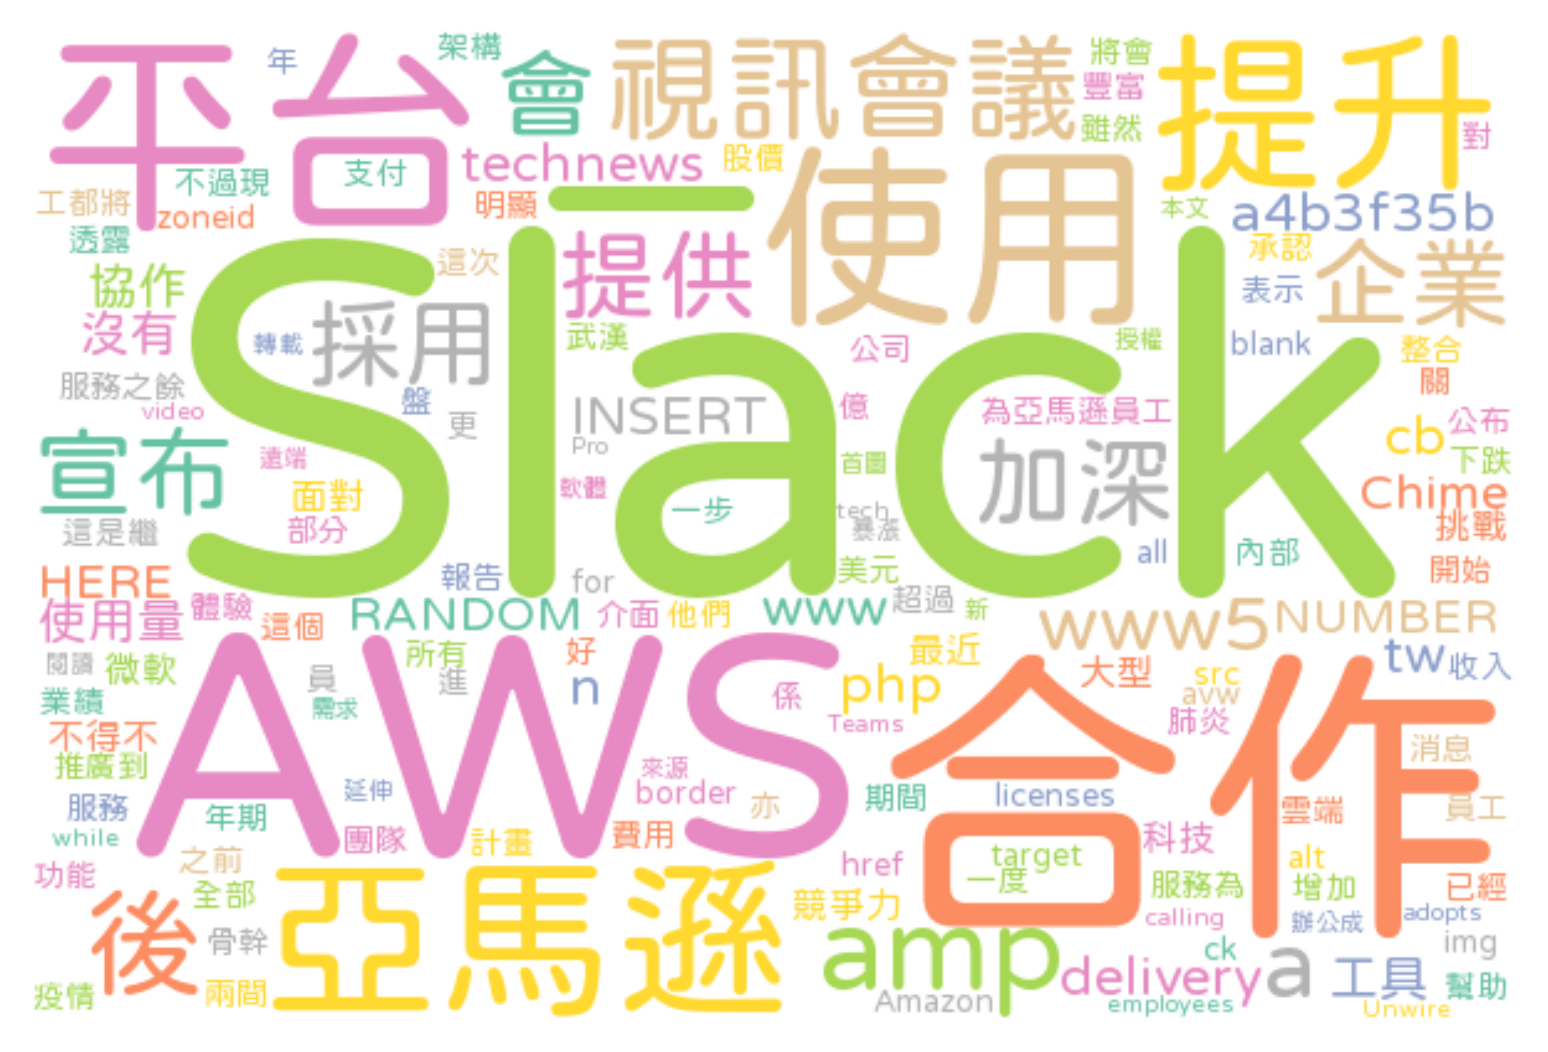 平台
年
架構
會
視訊會議
將會
豐富
雖然
提升
對
不過現
支付
technews
股價
使用
工都將
zoneid
明顯
一
本文
a4b3f35b
透露
Slack
這次
提供
承認
企業
協作
表示
沒有
轉載
採用
武漢
公司
授權
blank
整合
服務之餘
盤
關
video
更
INSERT
億
為亞馬遜員工
公布
宣布
Pro
cb
遠端
首圖
加深
下跌
面對
軟體
Chime
部分
一步
tech
暴漲
挑戰
這是繼
all
內部
HERE
報告
for
美元
開始
使用量
體驗
這個
RANDOM
介面
他們
www
超過
新
www5
NUMBER
閱讀
微軟
AWS
所有
好
最近
大型
tw
收入
員
進
n
係
php
src
avw
業績
需求
Teams
合作
肺炎
不得不
消息
推廣到
來源
延伸
border
亦
期間
licenses
雲端
員工
服務
年期
while
團隊
計畫
費用
科技
功能
之前
href
target
一度
alt
服務為
增加
已經
後
全部
亞馬遜
競爭力
calling
辦公成
adopts
骨幹
amp
ck
img
疫情
兩間
delivery
a
工具
幫助
Amazon
employees
Unwire